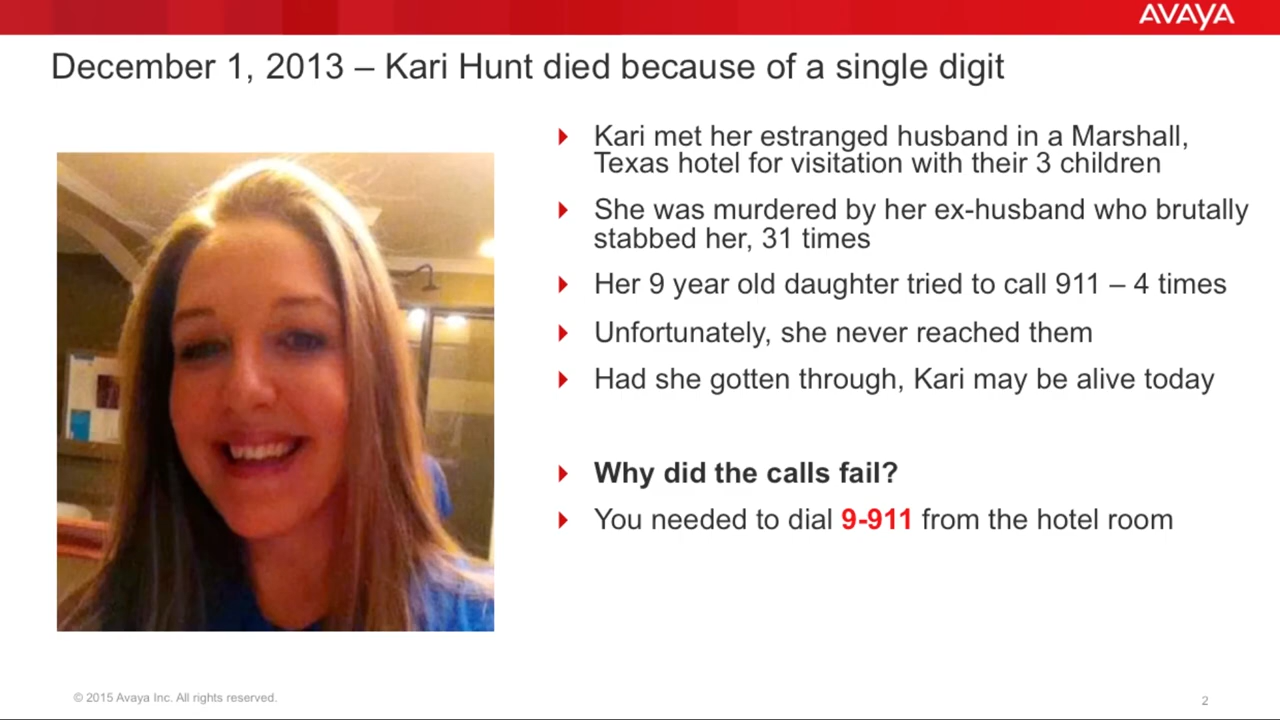 AVAYA
December 1, 2013 – Kari Hunt died because of a single digit
Kari met her estranged husband in a Marshall,
Texas hotel for visitation with their 3 children
She was murdered by her ex-husband who brutally
stabbed her, 31 times
Her 9 year old daughter tried to call 911 – 4 times
Unfortunately, she never reached them
Had she gotten through, Kari may be alive today
Why did the calls fail?
You needed to dial 9-911 from the hotel room
© 2015 Avaya Inc. All rights reserved.
2